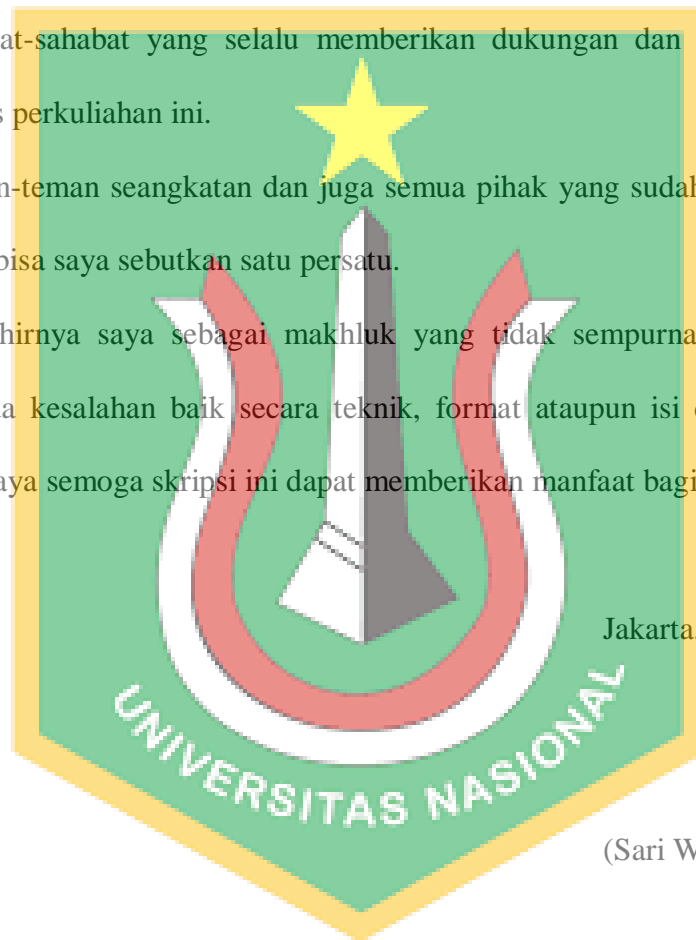 at-sahabat yang selalu memberikan dukungan dan
s perkuliahan ini.
n-teman seangkatan dan juga semua pihak yang sudah
bisa saya sebutkan satu persatu.
hirnya saya sebagai makhluk yang tidak sempurna
a kesalahan baik secara teknik, format ataupun isi
aya semoga skripsi ini dapat memberikan manfaat bagi
Jakarta,
UNIVERSITAS NASIONAL
(Sari W